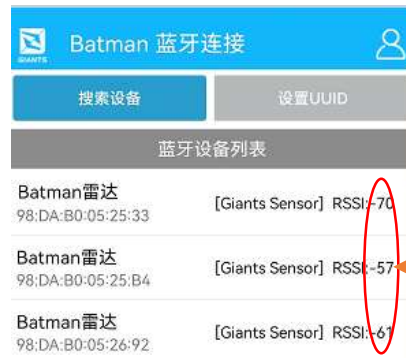 GIANTS
Batman 蓝牙连接
搜索设备
设置UUID
蓝牙设备列表
Batman雷达
[Giants Sensor] RSSI:-70
98:DA:B0:05:25:33
Batman雷达
[Giants Sensor] RSSI:-57
98:DA:B0:05:25:B4
Batman雷达
[Giants Sensor] RSSI:-61
98:DA:B0:05:26:92